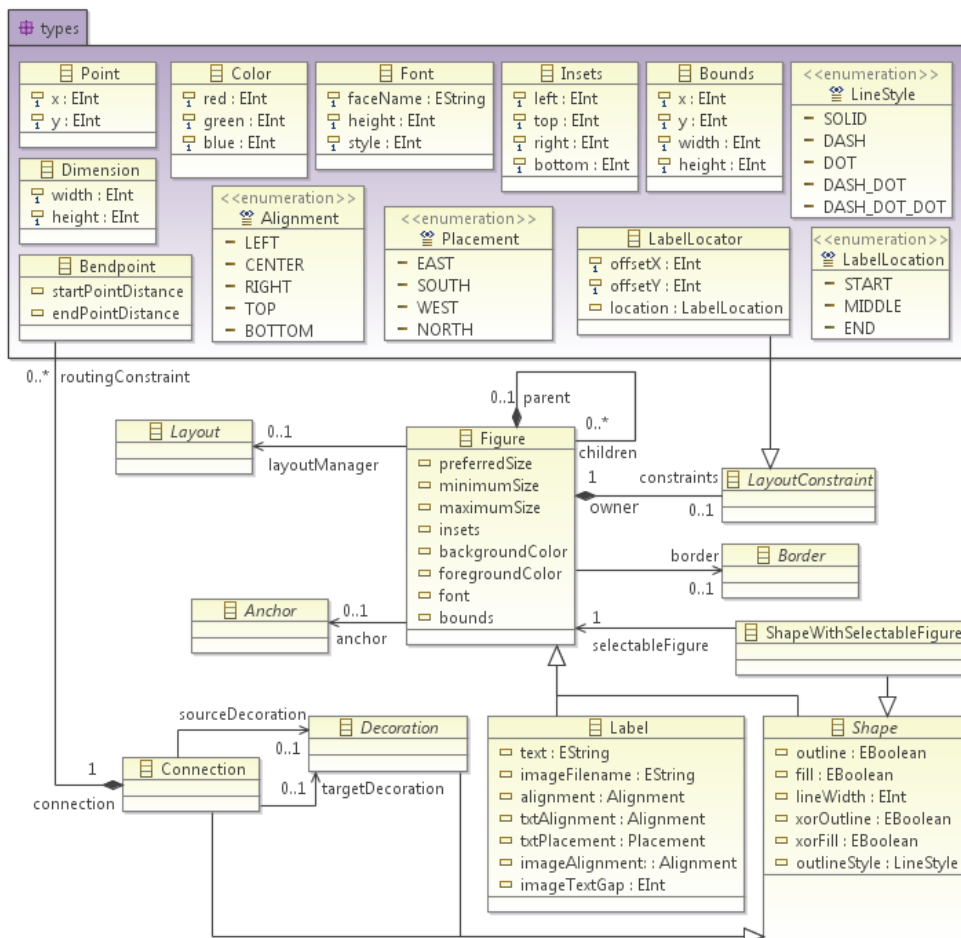 types
Point
x : EInt
y : EInt
Color
red : EInt
green : EInt
blue : EInt
Font
faceName : EString
height : EInt
style : EInt
Insets
left : EInt
top : EInt
right : EInt
bottom : EInt
Bounds
x : EInt
y : EInt
width : EInt
height : EInt
<<enumeration>>
LineStyle
SOLID
DASH
DOT
DASH_DOT
DASH_DOT_DOT
Dimension
width : EInt
height : EInt
<<enumeration>>
Alignment
LEFT
CENTER
RIGHT
TOP
BOTTOM
<<enumeration>>
Placement
EAST
SOUTH
WEST
NORTH
LabelLocator
offsetX : EInt
offsetY : EInt
location : LabelLocation
<<enumeration>>
LabelLocation
START
MIDDLE
END
Bendpoint
startPointDistance
endPointDistance
0..* routingConstraint
0..1 parent
0..*
children
Layout
0..1
layoutManager
Figure
preferredSize
minimumSize
maximumSize
insets
backgroundColor
foregroundColor
font
bounds
1
owner
constraints
0..1
LayoutConstraint
border
0..1
Border
Anchor
0..1
anchor
1
selectableFigure
ShapeWithSelectableFigure
sourceDecoration
0..1
Decoration
1
connection
Connection
0..1
targetDecoration
Label
text : EString
imageFilename : EString
alignment : Alignment
txtAlignment : Alignment
txtPlacement : Placement
imageAlignment: : Alignment
imageTextGap : EInt
Shape
outline : EBoolean
fill : EBoolean
lineWidth : EInt
xorOutline : EBoolean
xorFill : EBoolean
outlineStyle : LineStyle